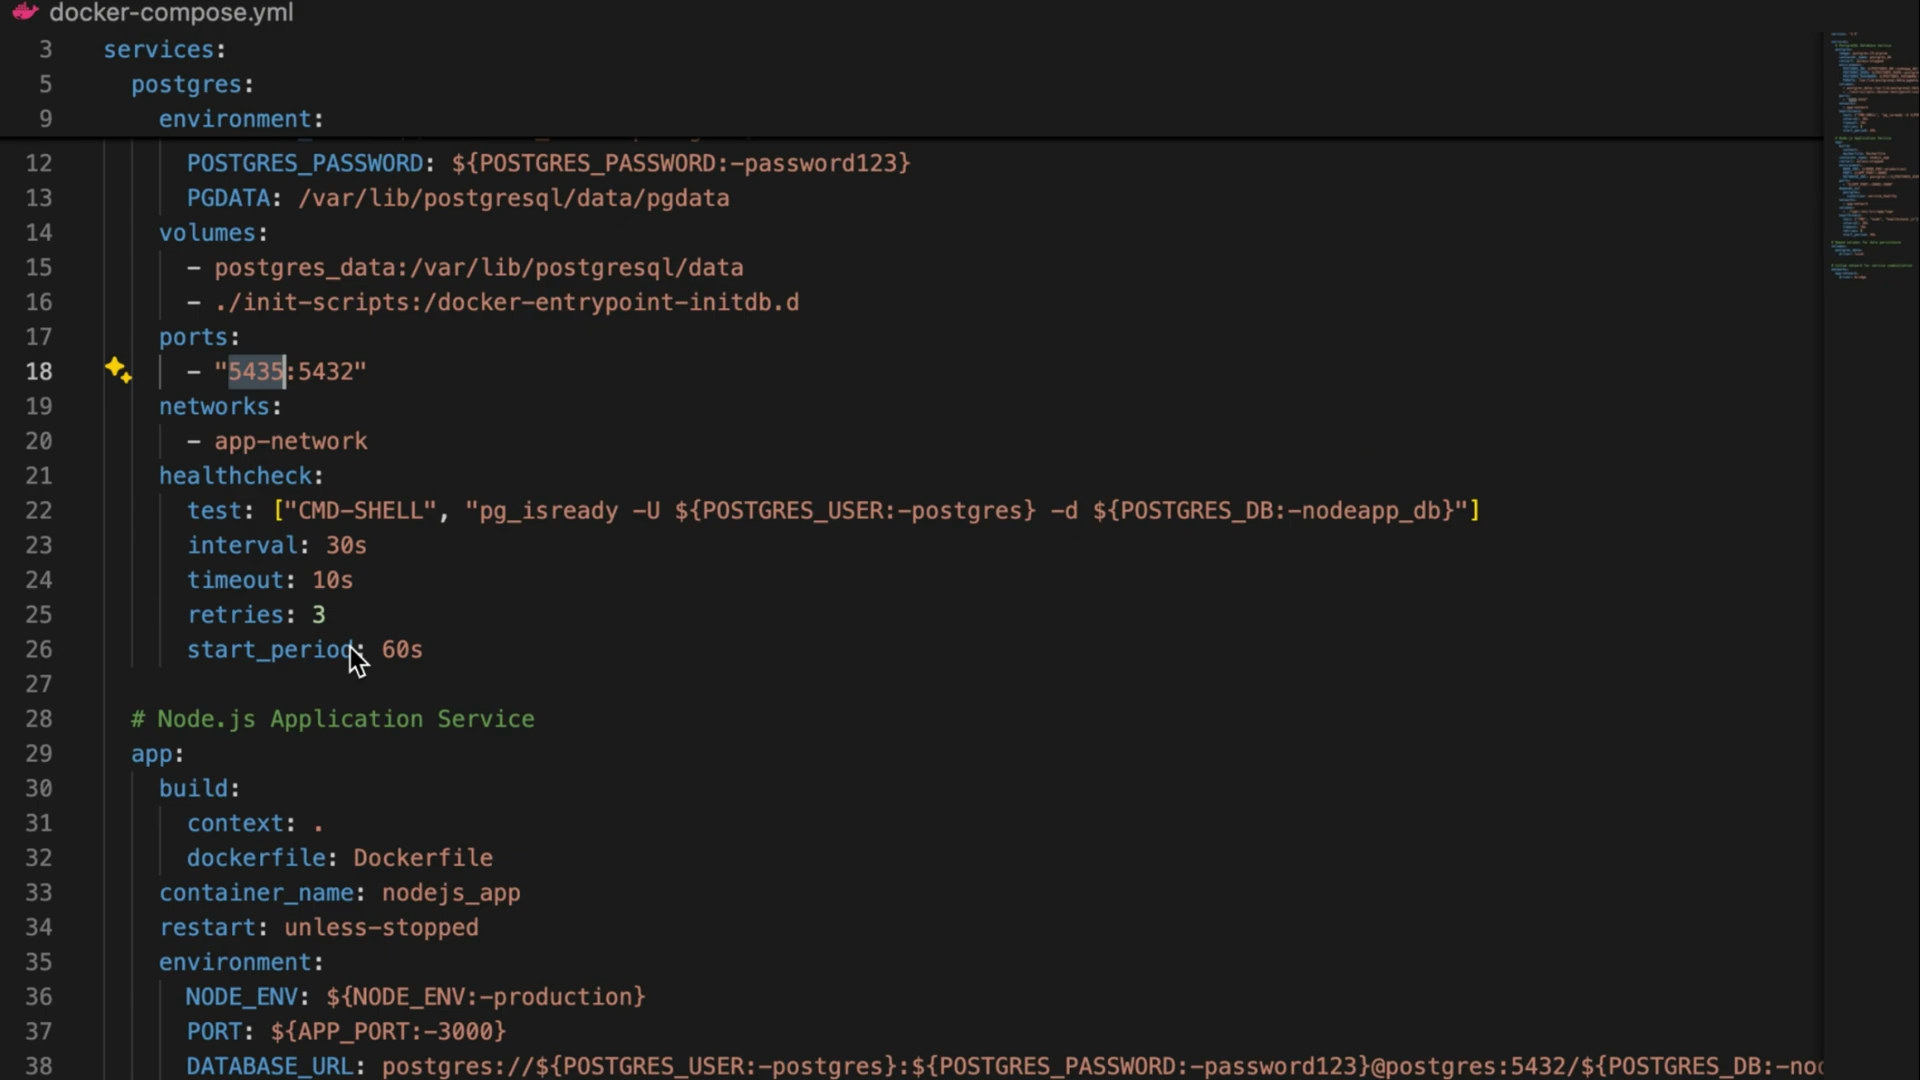 docker-compose.yml
3 services:
5 postgres:
9 environment:
12 POSTGRES_PASSWORD: ${POSTGRES_PASSWORD:-password123}
13 PGDATA: /var/lib/postgresql/data/pgdata
14 volumes:
15 - postgres_data:/var/lib/postgresql/data
16 - ./init-scripts:/docker-entrypoint-initdb.d
17 ports:
18 - "5435:5432"
19 networks:
20 - app-network
21 healthcheck:
22 test: ["CMD-SHELL", "pg_isready -U ${POSTGRES_USER:-postgres} -d ${POSTGRES_DB:-nodeapp_db}"]
23 interval: 30s
24 timeout: 10s
25 retries: 3
26 start_period: 60s
27
28 # Node.js Application Service
29 app:
30 build:
31 context: .
32 dockerfile: Dockerfile
33 container_name: nodejs_app
34 restart: unless-stopped
35 environment:
36 NODE_ENV: ${NODE_ENV:-production}
37 PORT: ${APP_PORT:-3000}
38 DATABASE_URL: postgres://${POSTGRES_USER:-postgres}:${POSTGRES_PASSWORD:-password123}@postgres:5432/${POSTGRES_DB:-noc